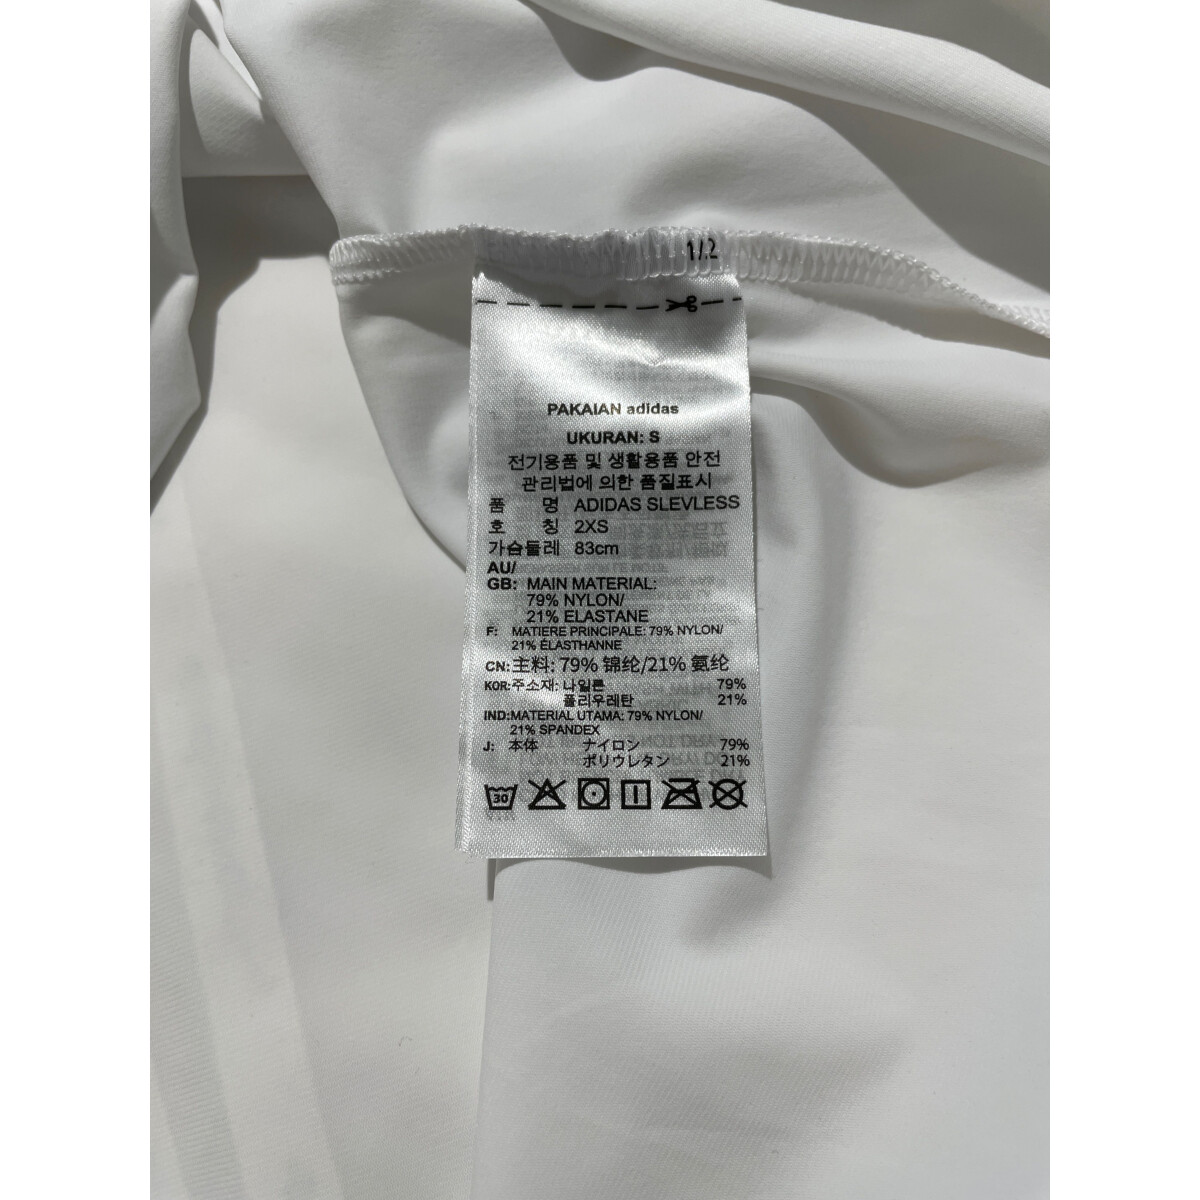 1/.2
PAKAIAN adidas
UKURAN: S
전기용품 및 생활용품 안전
관리법에 의한 품질표시
품 명 ADIDAS SLEVLESS
호 칭 2XS
가슴둘레 83cm
AU/
GB: MAIN MATERIAL:
79% NYLON/
21% ELASTANE
F: MATIERE PRINCIPALE: 79% NYLON/
21% ÉLASTHANNE
CN:主料: 79% 锦纶/21% 氨纶
KOR:주소재: 나일론 79%
폴리우레탄 21%
IND:MATERIAL UTAMA: 79% NYLON/
21% SPANDEX
J: 本体 ナイロン 79%
ポリウレタン 21%
30